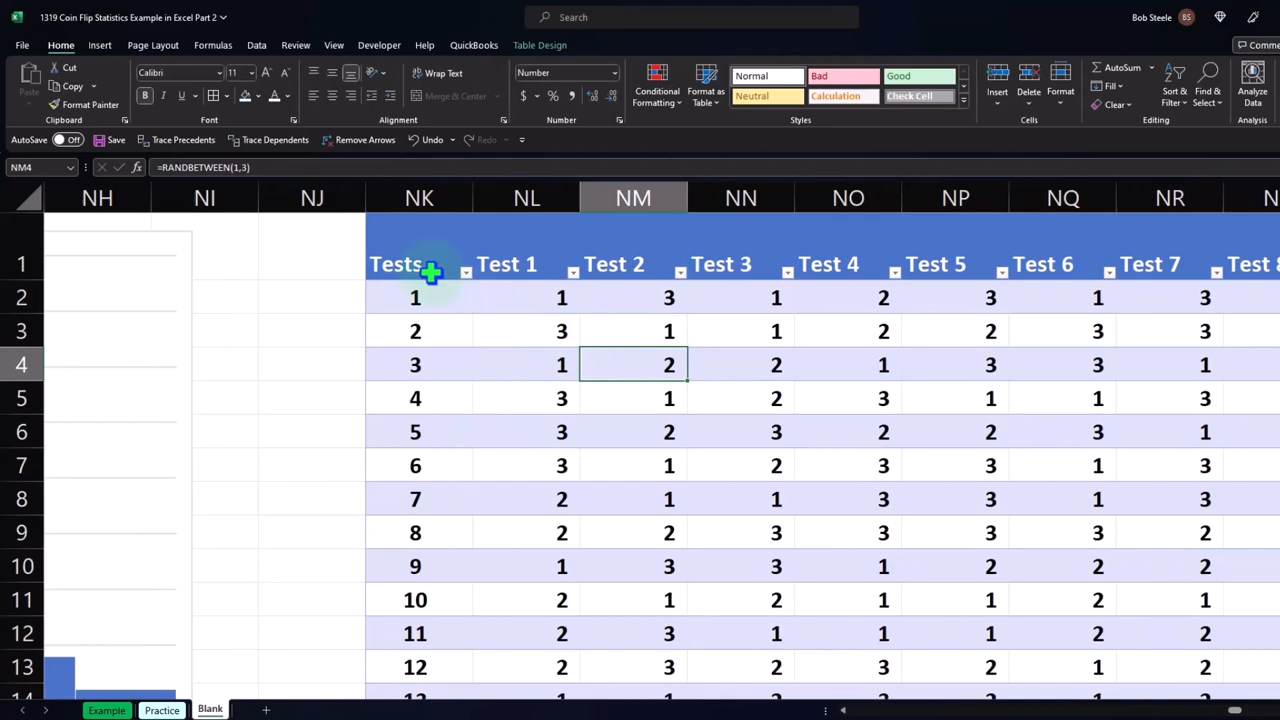 1319 Coin Flip Statistics Example in Excel Part 2
Search
Bob Steele BS
File Home Insert Page Layout Formulas Data Review View Developer Help QuickBooks Table Design
Paste
Cut
Copy
Format Painter
Clipboard
Calibri 11
B I U
Font
Wrap Text
Merge & Center
Alignment
Number
$ % ,
Number
Conditional Formatting
Format as Table
Normal Bad Good
Neutral Calculation Check Cell
Styles
Insert Delete Format
Cells
AutoSum
Fill
Clear
Sort & Filter
Find & Select
Editing
Analyze Data
Analysis
AutoSave Off Save Trace Precedents Trace Dependents Remove Arrows Undo Redo
NM4 fx =RANDBETWEEN(1,3)
NH NI NJ NK NL NM NN NO NP NQ NR
1 Tests Test 1 Test 2 Test 3 Test 4 Test 5 Test 6 Test 7 Test 8
2 1 1 3 1 2 3 1 3
3 2 3 1 1 2 2 3 3
4 3 1 2 2 1 3 3 1
5 4 3 1 2 3 1 1 3
6 5 3 2 3 2 2 3 1
7 6 3 1 2 3 3 1 3
8 7 2 1 1 3 3 1 3
9 8 2 2 3 3 3 3 2
10 9 1 3 3 1 2 2 2
11 10 2 1 2 1 1 2 1
12 11 2 3 1 1 1 2 2
13 12 2 3 2 3 2 1 2
Example Practice Blank